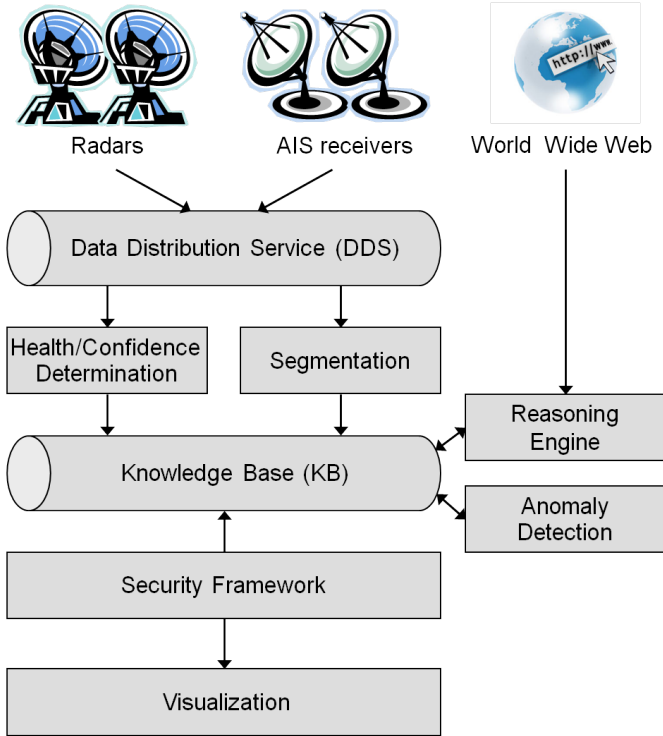 http://www.
Radars
AIS receivers
World Wide Web
Data Distribution Service (DDS)
Health/Confidence
Determination
Segmentation
Reasoning
Engine
Knowledge Base (KB)
Anomaly
Detection
Security Framework
Visualization